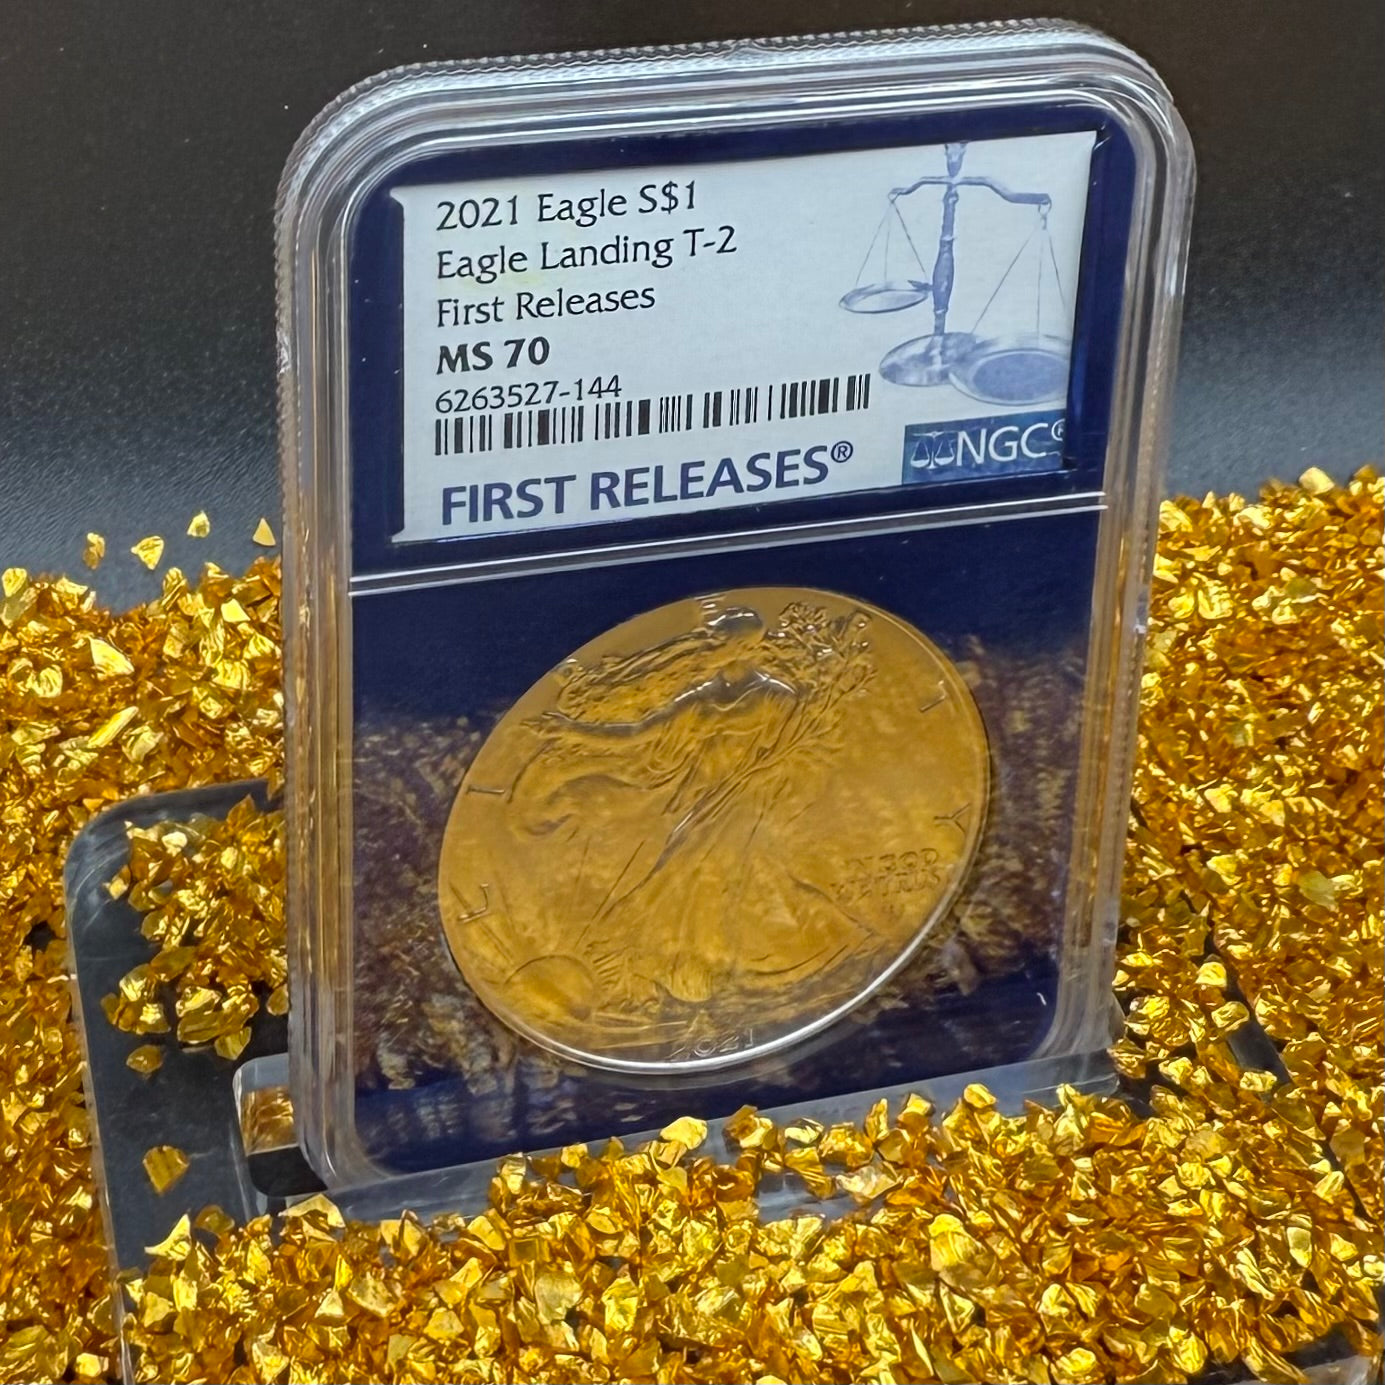 2021 Eagle S$1
Eagle Landing T-2
First Releases
MS 70
6263527-144
FIRST RELEASES®
NGC®
L I
Y
IN GOD
WE TRUST
2021